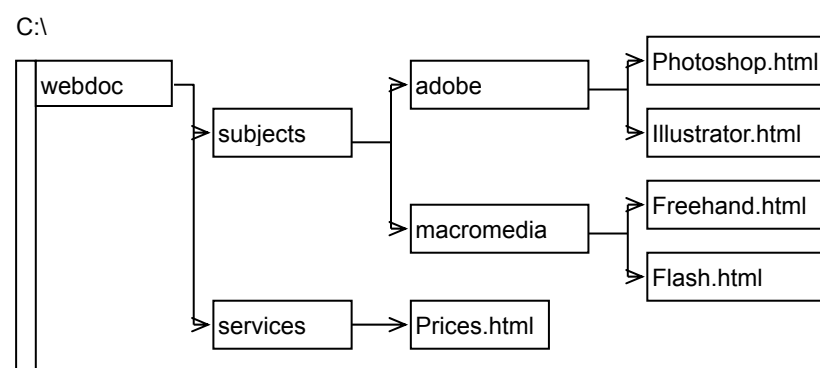 C:\
webdoc
subjects
adobe
Photoshop.html
Illustrator.html
macromedia
Freehand.html
Flash.html
services
Prices.html